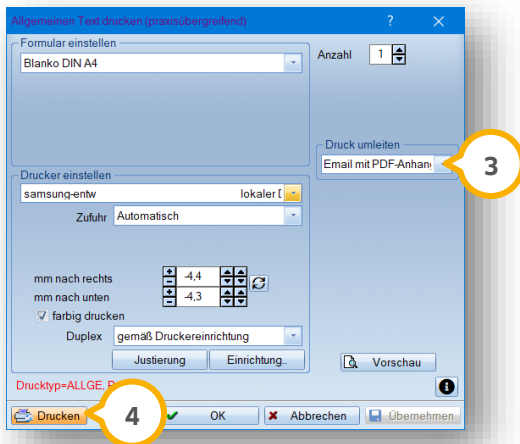 Allgemeinen Text drucken (praxisübergreifend) ?
Formular einstellen
Blanko DIN A4
Anzahl 1
Druck umleiten
Email mit PDF-Anhang
3
Drucker einstellen
samsung-entw lokaler
Zufuhr Automatisch
mm nach rechts -4,4
mm nach unten -4,3
farbig drucken
Duplex gemäß Druckereinrichtung
Justierung Einrichtung..
Vorschau
Drucktyp=ALLGE,
Drucken 4 OK Abbrechen Übernehmen